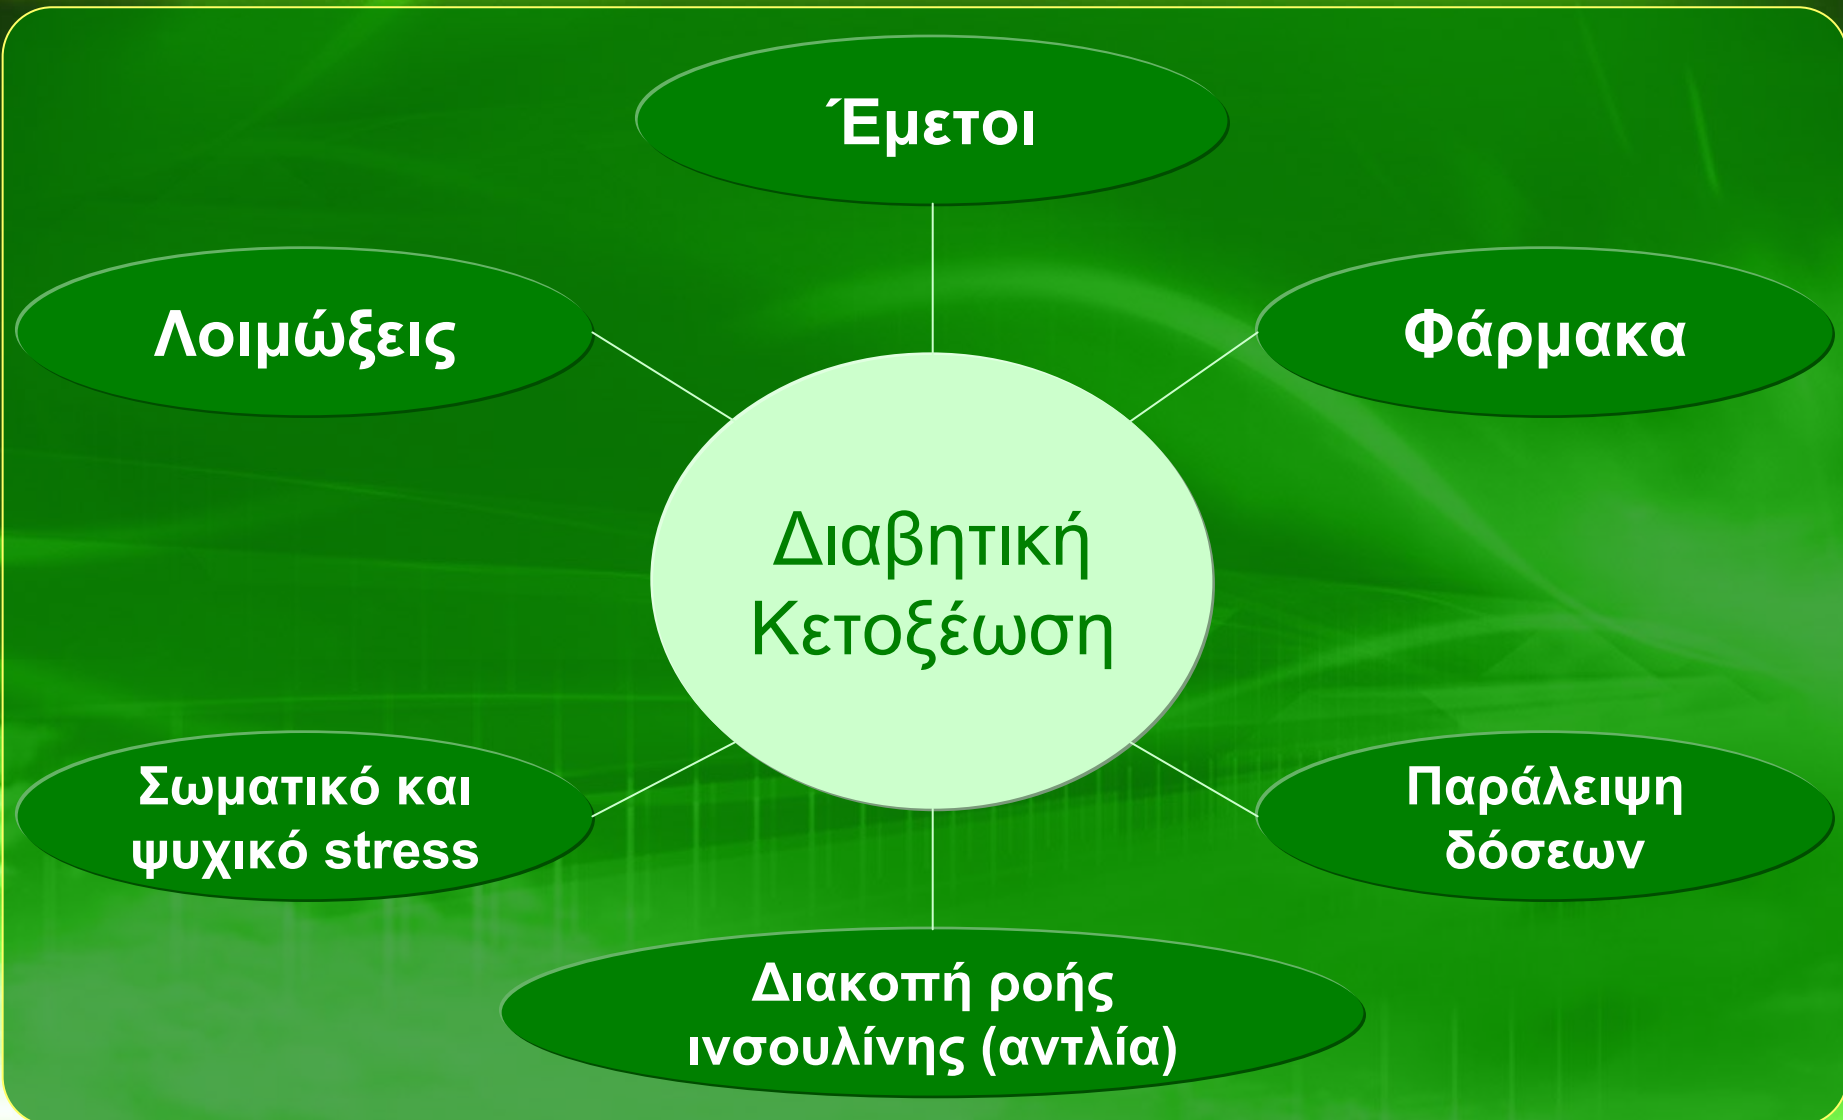 Έμετοι
Λοιμώξεις
Φάρμακα
Διαβητική
Κετοξέωση
Σωματικό και
ψυχικό stress
Παράλειψη
δόσεων
Διακοπή ροής
ινσουλίνης (αντλία)